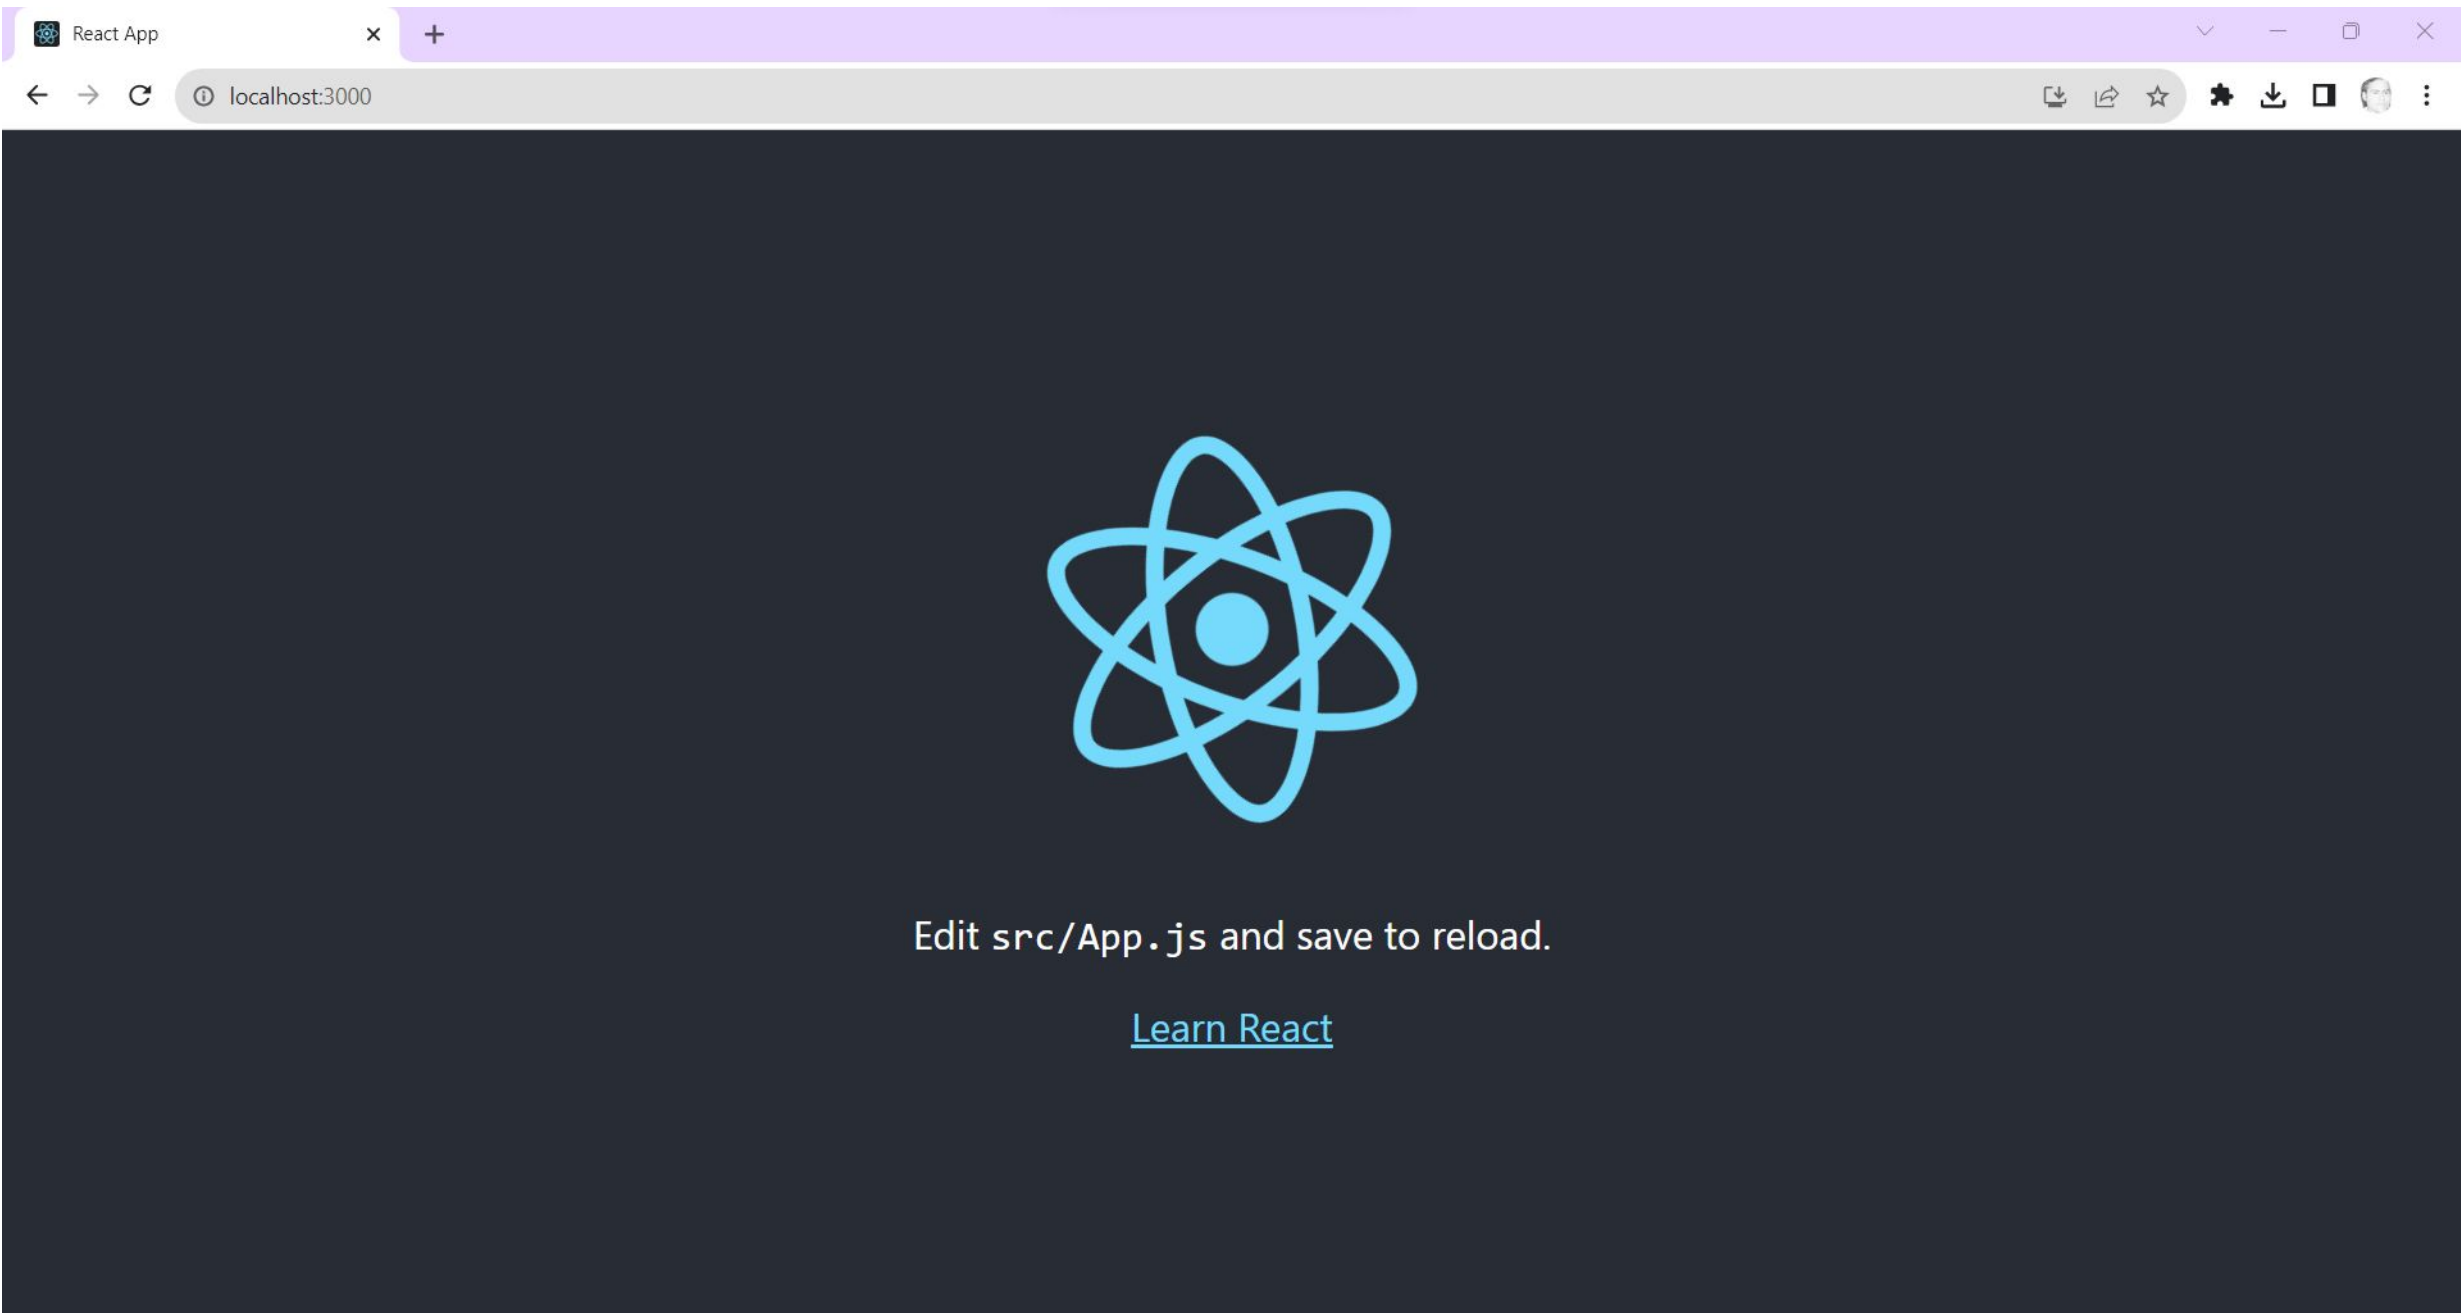 React App
localhost:3000
Edit src/App.js and save to reload.
Learn React